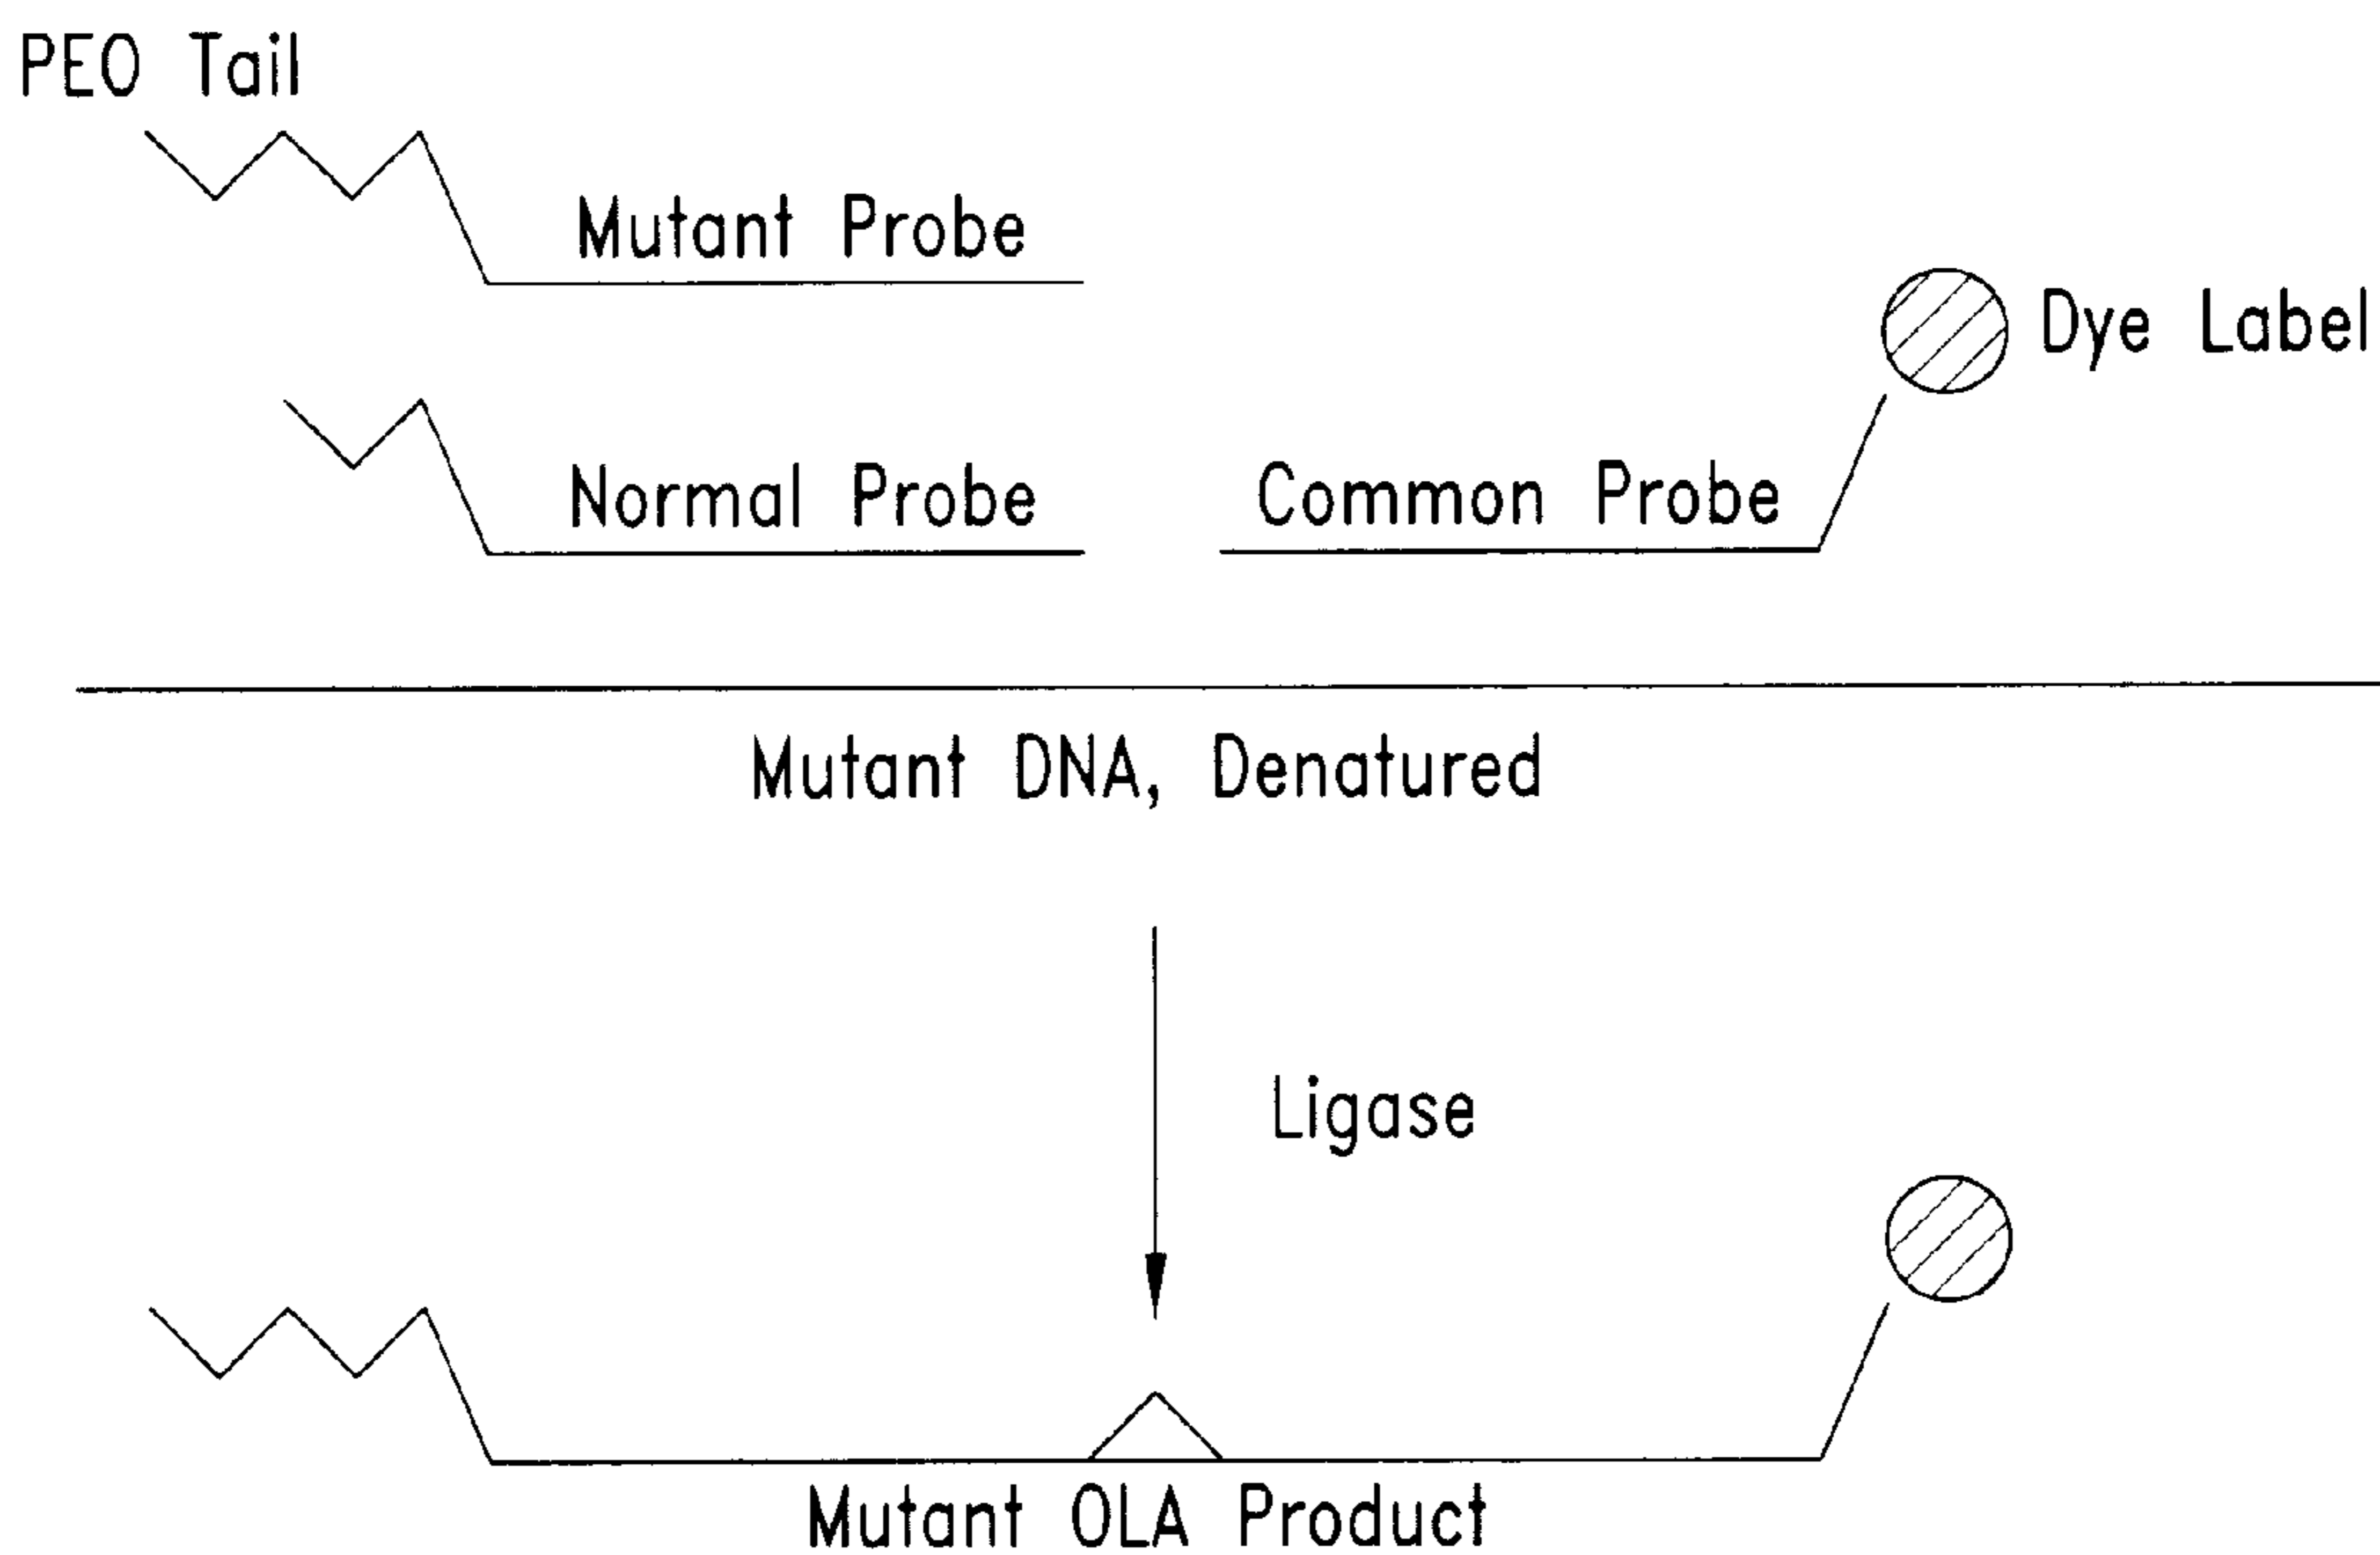 PEO Tail
Mutant Probe
Dye Label
Normal Probe
Common Probe
Mutant DNA, Denatured
Ligase
Mutant OLA Product